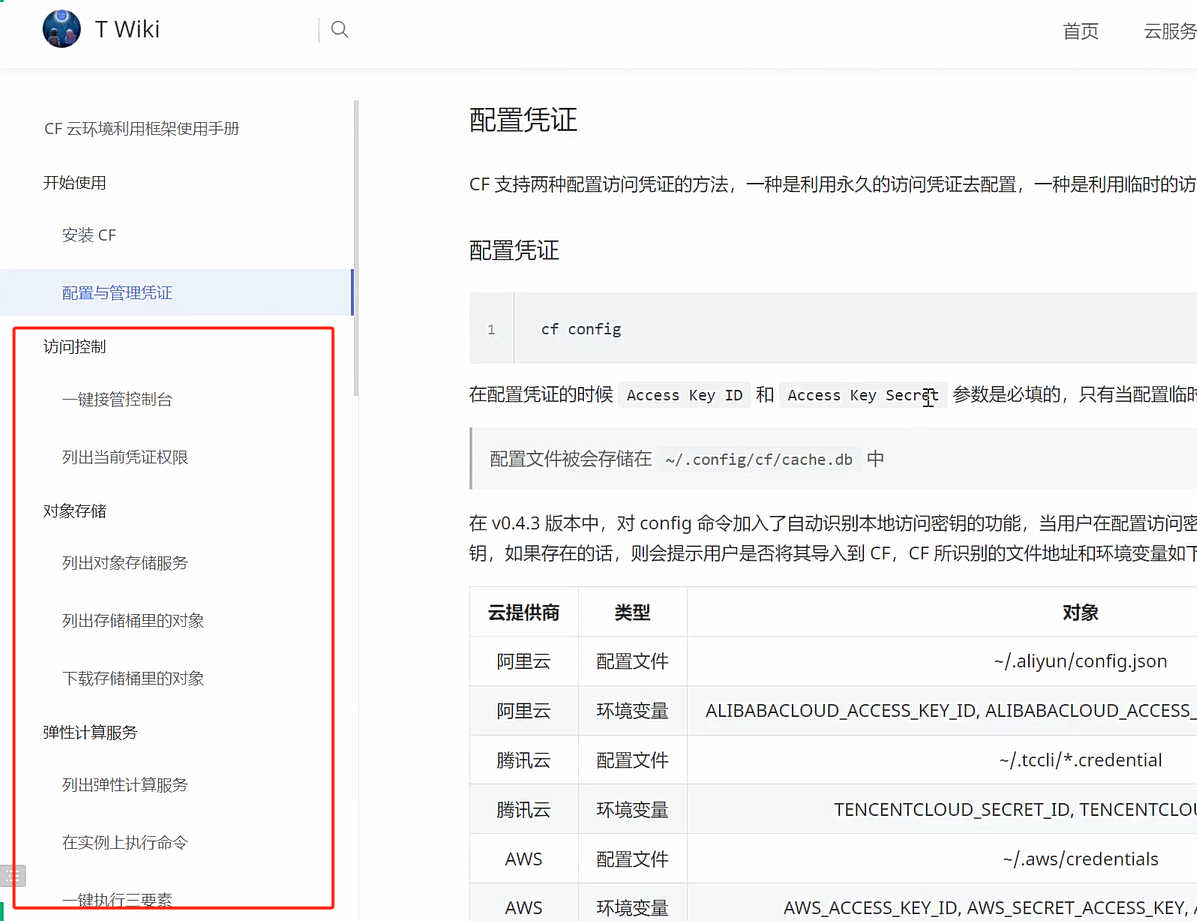 T Wiki
首页
云服务
CF 云环境利用框架使用手册
开始使用
安装 CF
配置与管理凭证
访问控制
一键接管控制台
列出当前凭证权限
对象存储
列出对象存储服务
列出存储桶里的对象
下载存储桶里的对象
弹性计算服务
列出弹性计算服务
在实例上执行命令
一键执行三要素
配置凭证
CF 支持两种配置访问凭证的方法，一种是利用永久的访问凭证去配置，一种是利用临时的访
配置凭证
1 cf config
在配置凭证的时候 Access Key ID 和 Access Key Secret 参数是必填的，只有当配置临时
配置文件被会存储在 ~/.config/cf/cache.db 中
在 v0.4.3 版本中，对 config 命令加入了自动识别本地访问密钥的功能，当用户在配置访问密
钥，如果存在的话，则会提示用户是否将其导入到 CF，CF 所识别的文件地址和环境变量如下
云提供商 类型 对象
阿里云 配置文件 ~/.aliyun/config.json
阿里云 环境变量 ALIBABACLOUD_ACCESS_KEY_ID, ALIBABACLOUD_ACCESS_
腾讯云 配置文件 ~/.tccli/*.credential
腾讯云 环境变量 TENCENTCLOUD_SECRET_ID, TENCENTCLOU
AWS 配置文件 ~/.aws/credentials
AWS 环境变量 AWS_ACCESS_KEY_ID, AWS_SECRET_ACCESS_KEY,